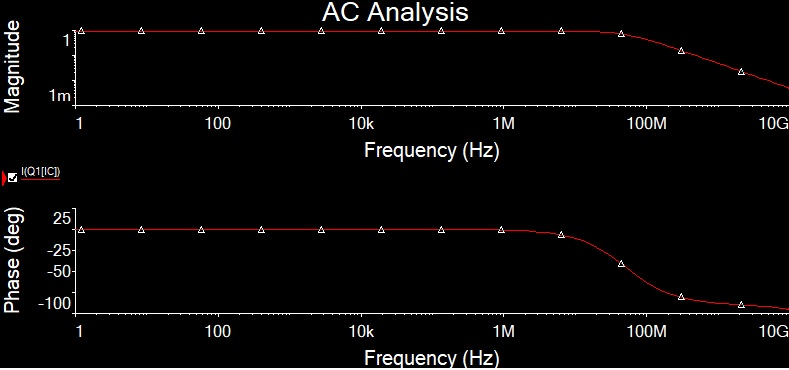 AC Analysis
Magnitude
1
1m
1 100 10k 1M 100M 10G
Frequency (Hz)
I(Q1[IC])
Phase (deg)
25
-25
-50
-100
1 100 10k 1M 100M 10G
Frequency (Hz)